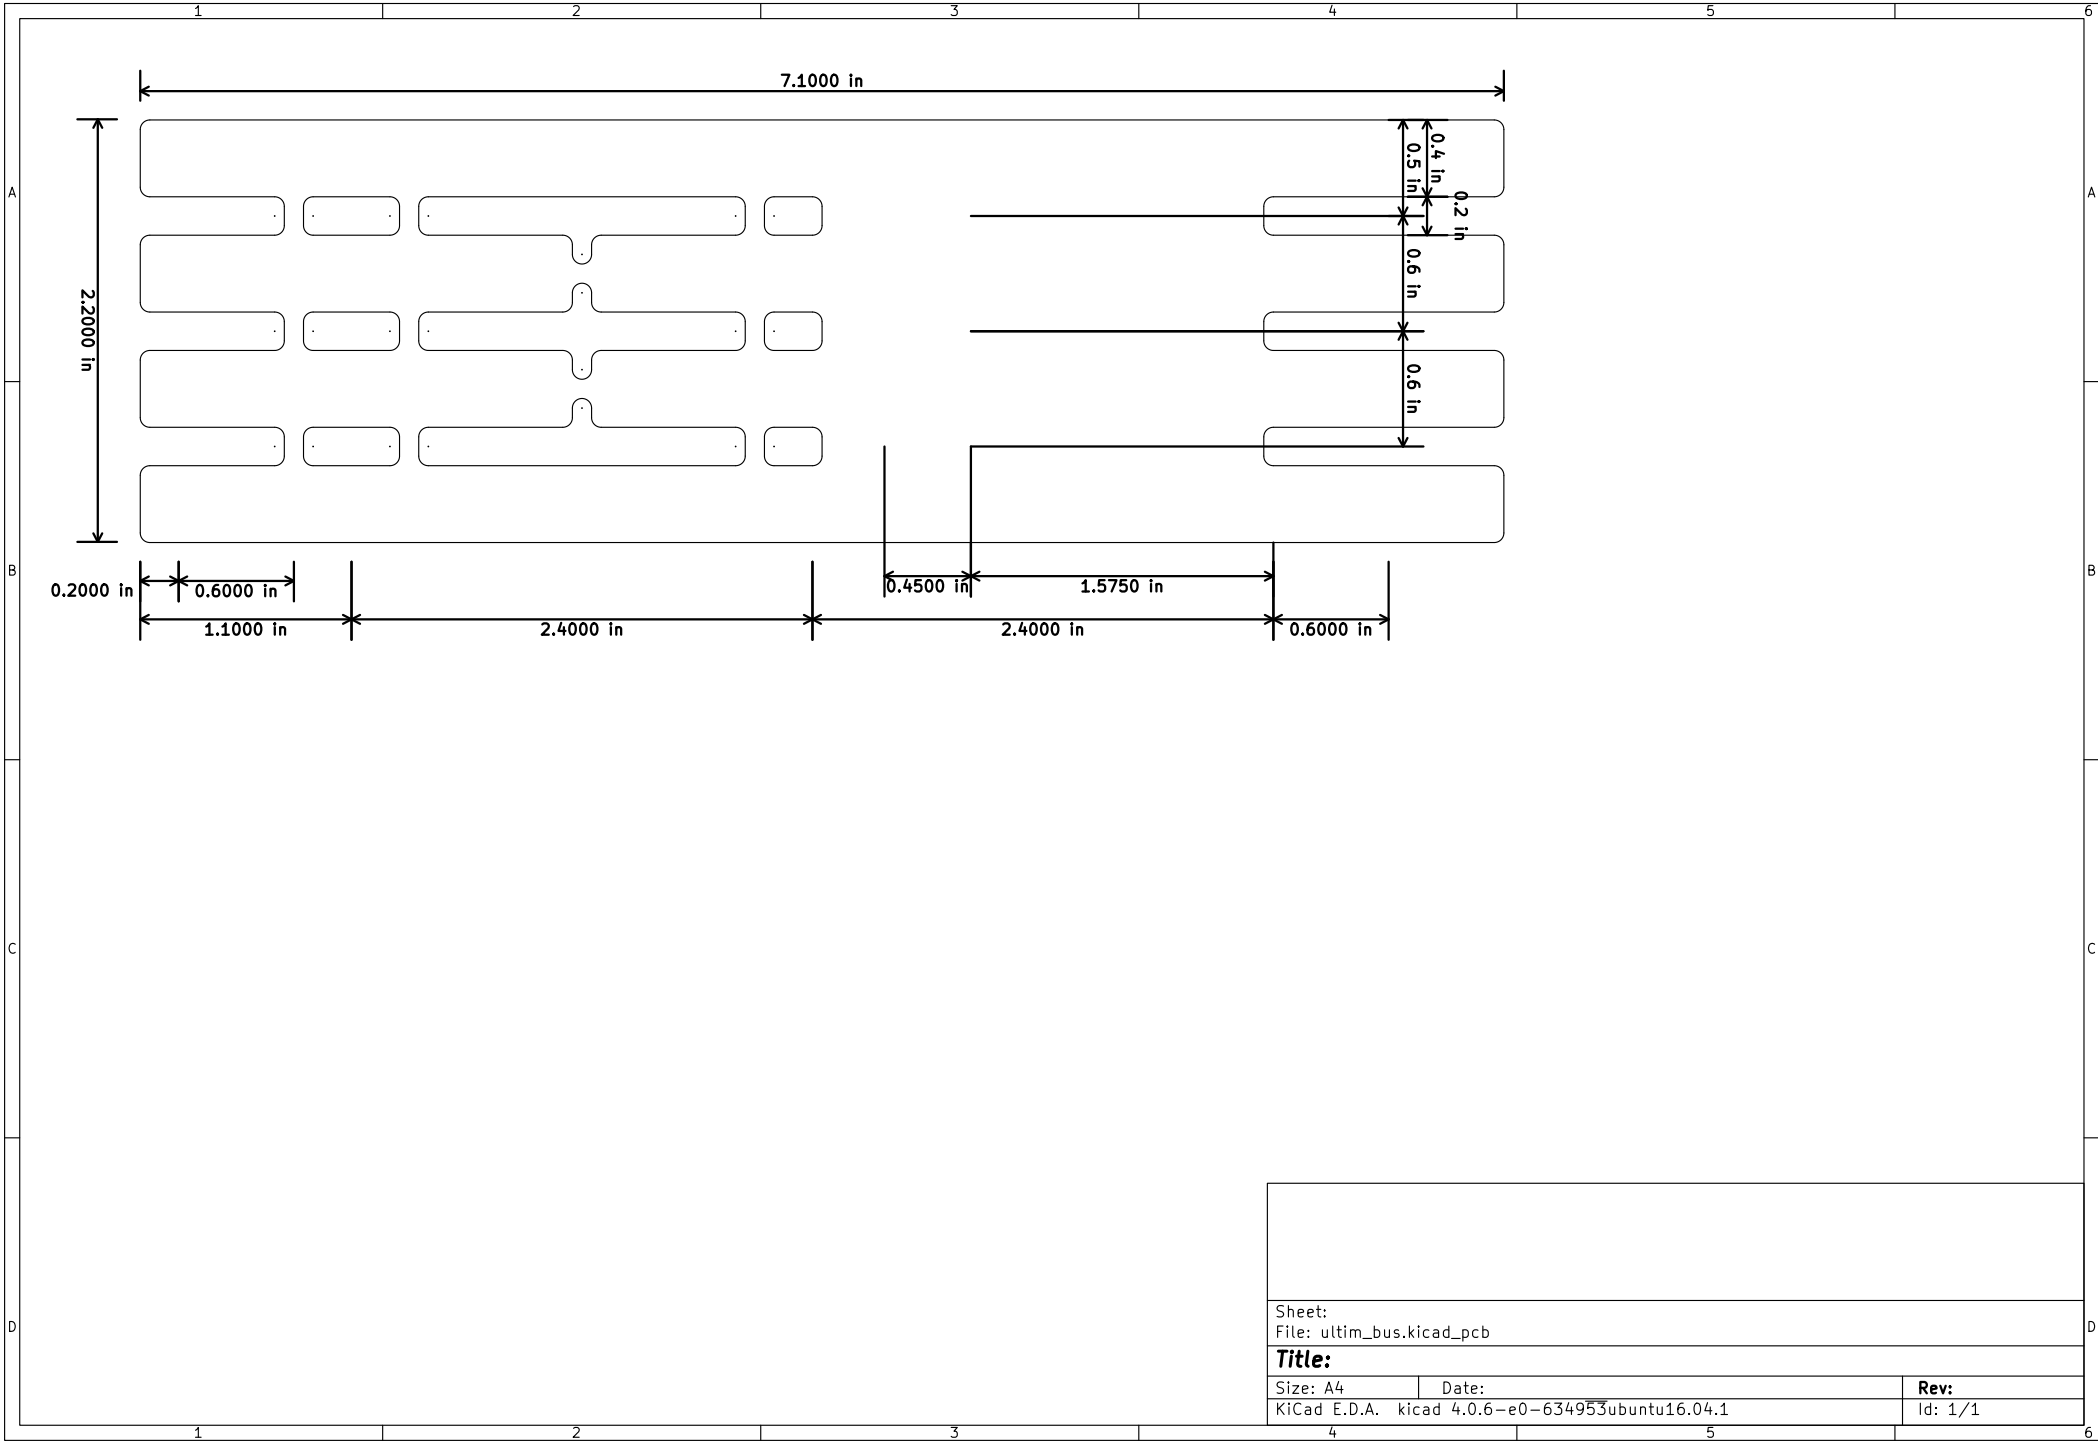 1 2 3 4 5 6
7.1000 in
0.4 in
0.5 in
A A
0.2 in
0.6 in
2.2000 in
0.6 in
B B
0.2000 in 0.6000 in 0.4500 in 1.5750 in
1.1000 in 2.4000 in 2.4000 in 0.6000 in
C C
Sheet:
D D
File: ultim_bus.kicad_pcb
Title:
Size: A4 Date: Rev:
KiCad E.D.A. kicad 4.0.6-e0-634953ubuntu16.04.1 Id: 1/1
1 2 3 4 5 6